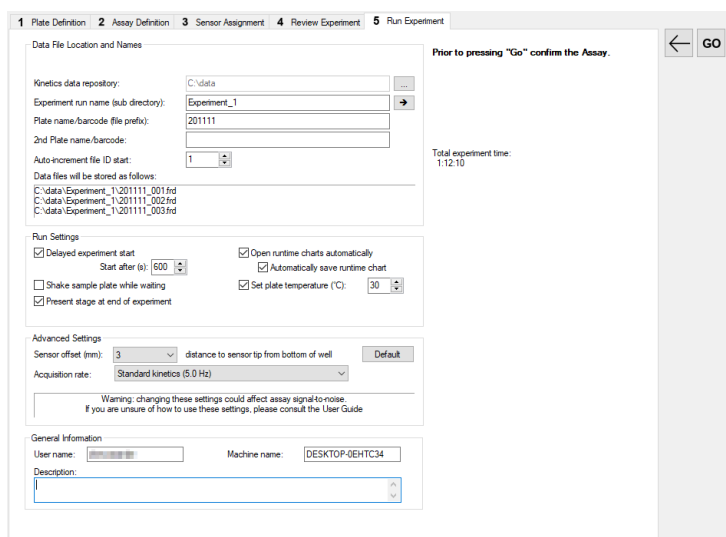 1 Plate Definition 2 Assay Definition 3 Sensor Assignment 4 Review Experiment 5 Run Experiment
GO
Data File Location and Names
Prior to pressing "Go" confirm the Assay.
Kinetics data repository: C:\data ...
Experiment run name (sub directory): Experiment_1
Plate name/barcode (file prefix): 201111
2nd Plate name/barcode:
Total experiment time:
1:12:10
Auto-increment file ID start: 1
Data files will be stored as follows:
C:\data\Experiment_1\201111_001.frd
C:\data\Experiment_1\201111_002.frd
C:\data\Experiment_1\201111_003.frd
Run Settings
Delayed experiment start Open runtime charts automatically
Start after (s): 600 Automatically save runtime chart
Shake sample plate while waiting Set plate temperature (°C): 30
Present stage at end of experiment
Advanced Settings
Sensor offset (mm): 3 distance to sensor tip from bottom of well Default
Acquisition rate: Standard kinetics (5.0 Hz)
Warning: changing these settings could affect assay signal-to-noise.
If you are unsure of how to use these settings, please consult the User Guide
General Information
User name: Machine name: DESKTOP-0EHTC34
Description: